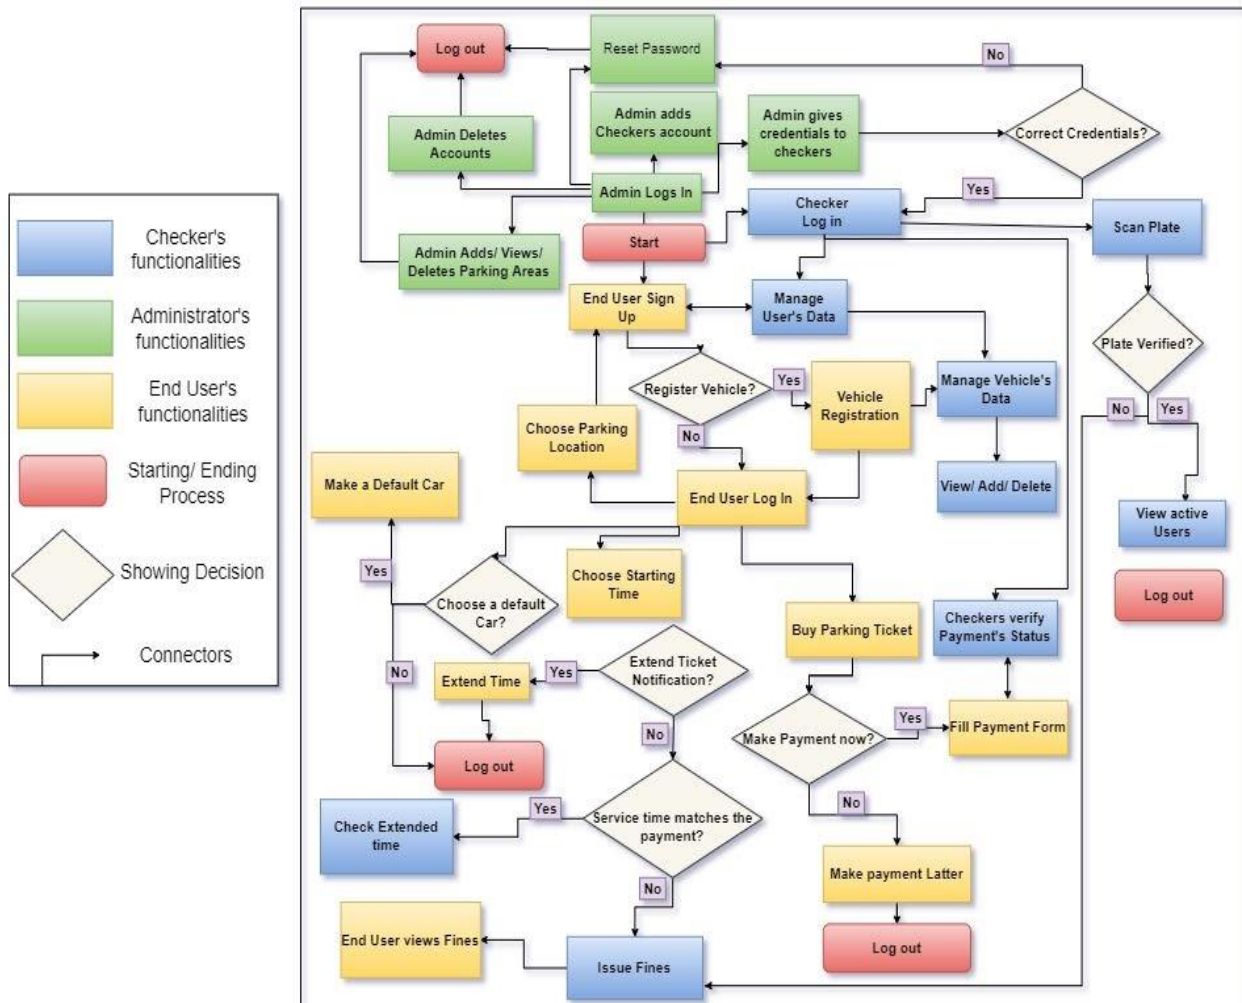 Checker's
functionalities
Administrator's
functionalities
End User's
functionalities
Starting/ Ending
Process
Showing Decision
Connectors
Log out
Reset Password
No
Admin adds
Checkers account
Admin gives
credentials to
checkers
Correct Credentials?
Admin Deletes
Accounts
Admin Logs In
Yes
Checker
Log in
Scan Plate
Start
Admin Adds/ Views/
Deletes Parking Areas
End User Sign
Up
Manage
User's Data
Plate Verified?
Register Vehicle?
Yes
Vehicle
Registration
Manage Vehicle's
Data
No
Yes
Choose Parking
Location
No
Make a Default Car
End User Log In
View/ Add/ Delete
View active
Users
Yes
Choose Starting
Time
Choose a default
Car?
Log out
Buy Parking Ticket
Checkers verify
Payment's Status
No
Extend Time
Yes
Extend Ticket
Notification?
Yes
Make Payment now?
Fill Payment Form
No
Log out
No
Check Extended
time
Yes
Service time matches the
payment?
Make payment Latter
No
End User views Fines
Issue Fines
Log out